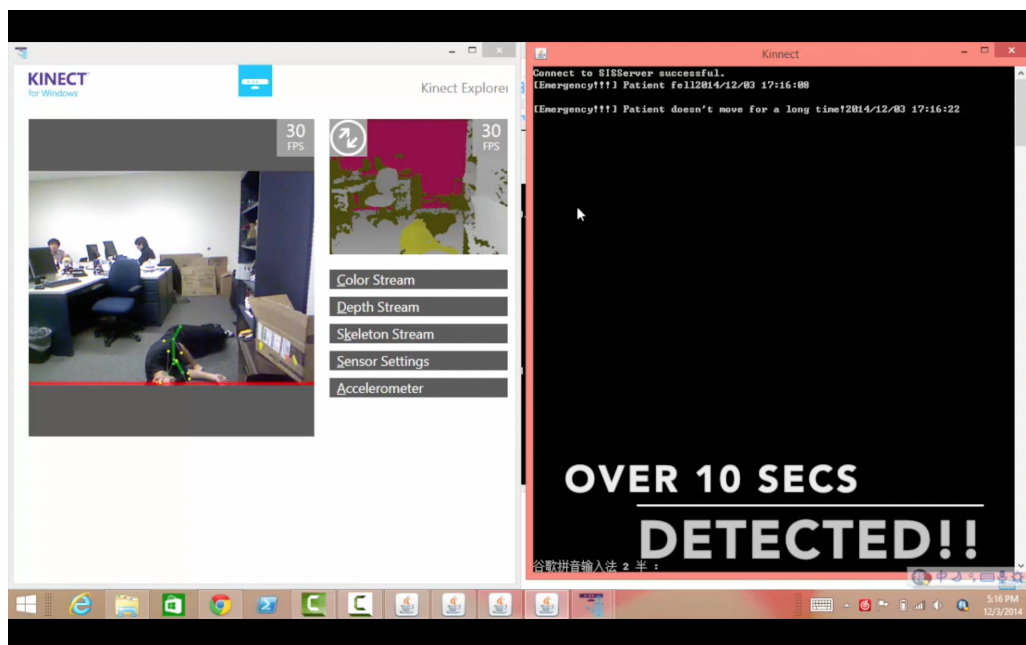 KINECT
for Windows
Kinect Explorer
30
FPS
30
FPS
Color Stream
Depth Stream
Skeleton Stream
Sensor Settings
Accelerometer
Kinnect
Connect to SISServer successful.
[Emergency!!!] Patient fell2014/12/03 17:16:08
[Emergency!!!] Patient doesn't move for a long time!2014/12/03 17:16:22
OVER 10 SECS
DETECTED!!
谷歌拼音输入法 2 半 :
中
5:16 PM
12/3/2014